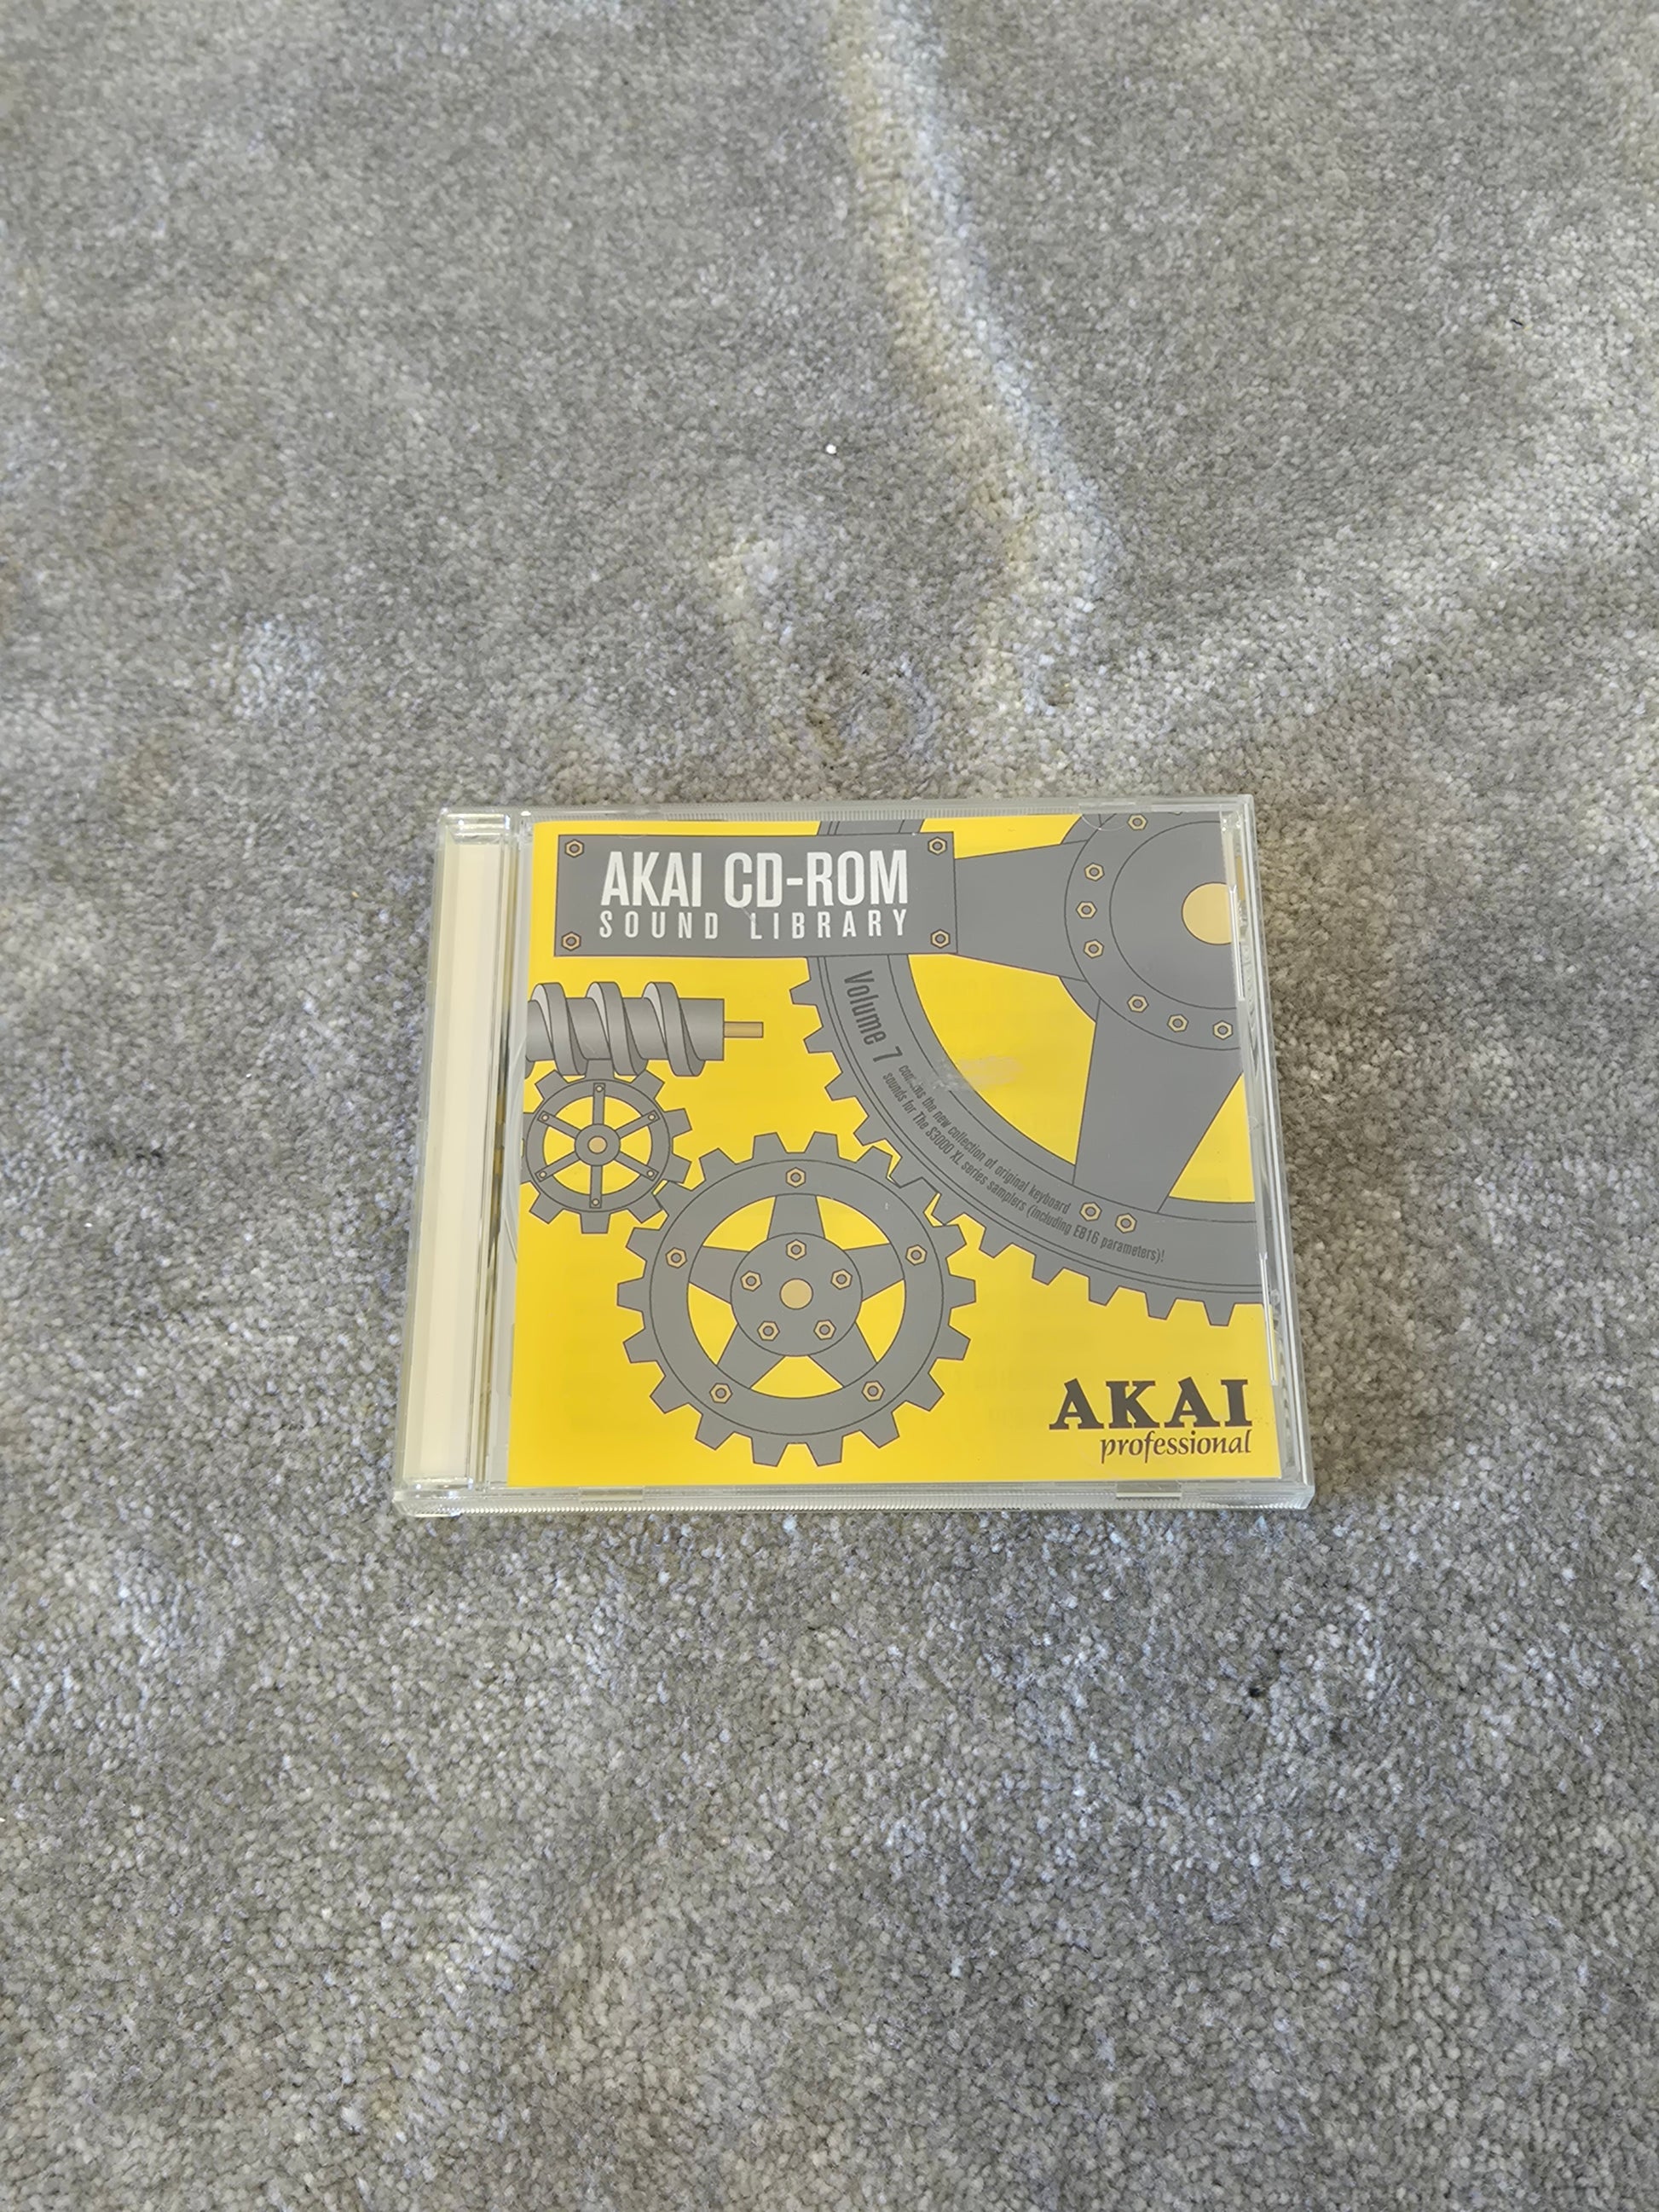 AKAI CD-ROM
SOUND LIBRARY
Volume 7
contains the new collection of original keyboard
sounds for The S3000 XL series samplers (including EB16 parameters)!
AKAI
professional